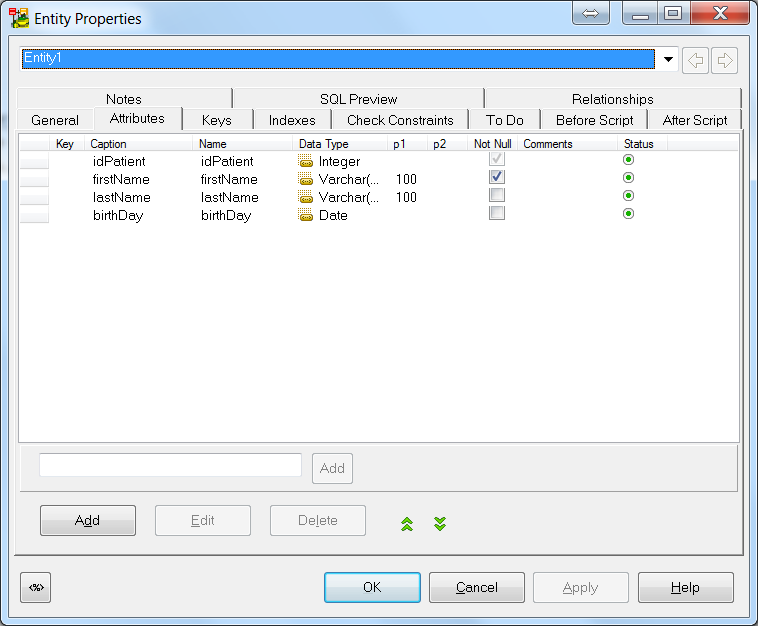 Entity Properties
Entity1
Notes SQL Preview Relationships
General Attributes Keys Indexes Check Constraints To Do Before Script After Script
Key Caption Name Data Type p1 p2 Not Null Comments Status
idPatient idPatient Integer
firstName firstName Varchar(... 100
lastName lastName Varchar(... 100
birthDay birthDay Date
Add
Add Edit Delete
<%> OK Cancel Apply Help